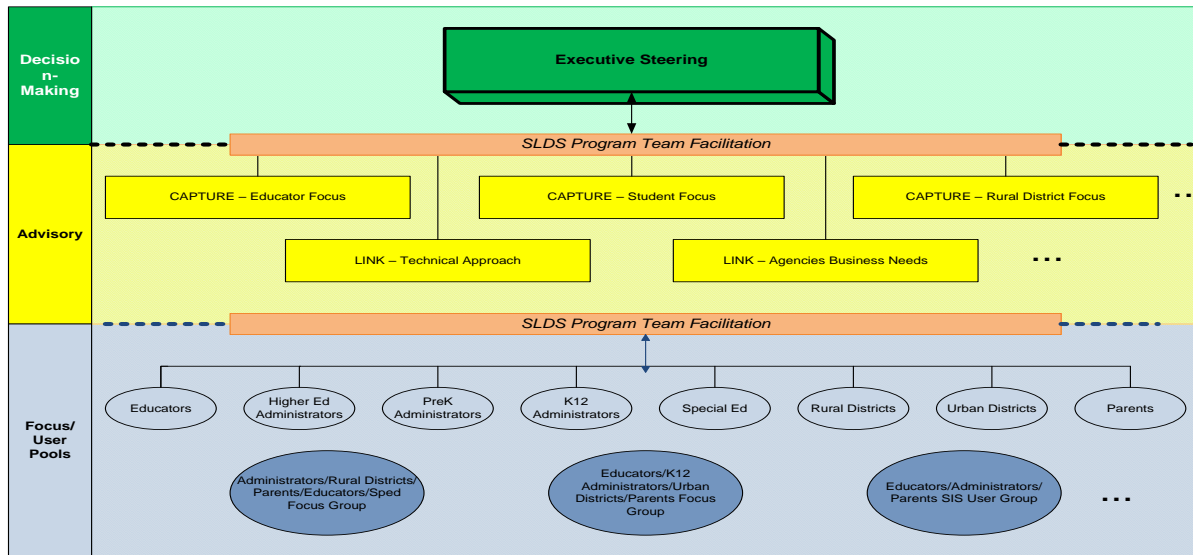 Decisio
n-
Making
Executive Steering
SLDS Program Team Facilitation
Advisory
CAPTURE – Educator Focus
CAPTURE – Student Focus
CAPTURE – Rural District Focus
...
LINK – Technical Approach
LINK – Agencies Business Needs
...
SLDS Program Team Facilitation
Focus/
User
Pools
Educators
Higher Ed
Administrators
PreK
Administrators
K12
Administrators
Special Ed
Rural Districts
Urban Districts
Parents
Administrators/Rural Districts/
Parents/Educators/Sped
Focus Group
Educators/K12
Administrators/Urban
Districts/Parents Focus
Group
Educators/Administrators/
Parents SIS User Group
...